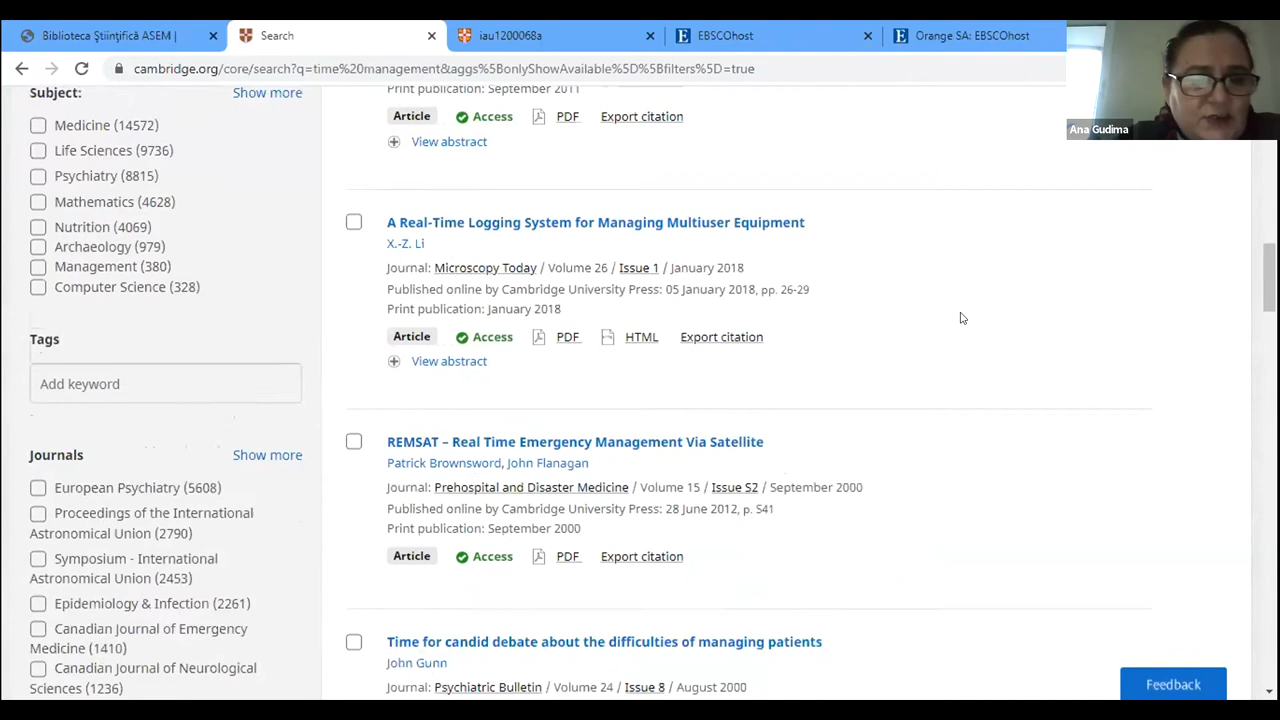 Biblioteca Științifică ASEM |
Search
iau1200068a
EBSCOhost
Orange SA: EBSCOhost
cambridge.org/core/search?q=time%20management&aggs%5BonlyShowAvailable%5D%5Bfilters%5D=true
Ana Gudima
Subject:
Show more
Medicine (14572)
Life Sciences (9736)
Psychiatry (8815)
Mathematics (4628)
Nutrition (4069)
Archaeology (979)
Management (380)
Computer Science (328)
Tags
Add keyword
Journals
Show more
European Psychiatry (5608)
Proceedings of the International
Astronomical Union (2790)
Symposium - International
Astronomical Union (2453)
Epidemiology & Infection (2261)
Canadian Journal of Emergency
Medicine (1410)
Canadian Journal of Neurological
Sciences (1236)
Print publication: September 2011
Article Access PDF Export citation
View abstract
A Real-Time Logging System for Managing Multiuser Equipment
X.-Z. Li
Journal: Microscopy Today / Volume 26 / Issue 1 / January 2018
Published online by Cambridge University Press: 05 January 2018, pp. 26-29
Print publication: January 2018
Article Access PDF HTML Export citation
View abstract
REMSAT – Real Time Emergency Management Via Satellite
Patrick Brownsword, John Flanagan
Journal: Prehospital and Disaster Medicine / Volume 15 / Issue S2 / September 2000
Published online by Cambridge University Press: 28 June 2012, p. S41
Print publication: September 2000
Article Access PDF Export citation
Time for candid debate about the difficulties of managing patients
John Gunn
Journal: Psychiatric Bulletin / Volume 24 / Issue 8 / August 2000
Feedback